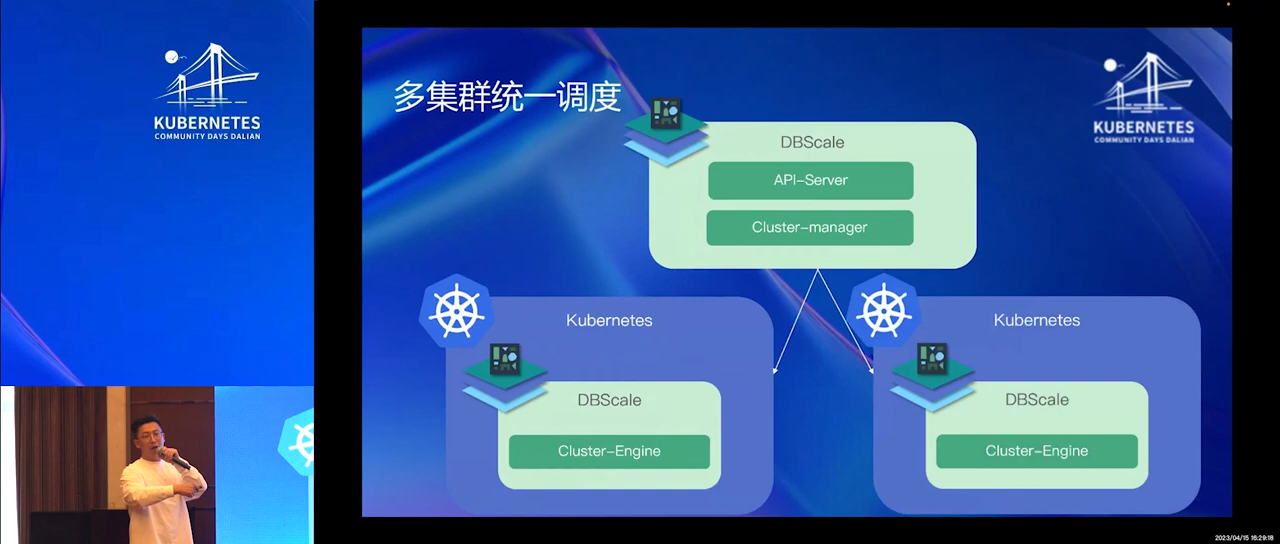 KUBERNETES
COMMUNITY DAYS DALIAN
多集群统一调度
KUBERNETES
COMMUNITY DAYS DALIAN
DBScale
API-Server
Cluster-manager
Kubernetes
DBScale
Cluster-Engine
Kubernetes
DBScale
Cluster-Engine
2023/04/15 16:29:18